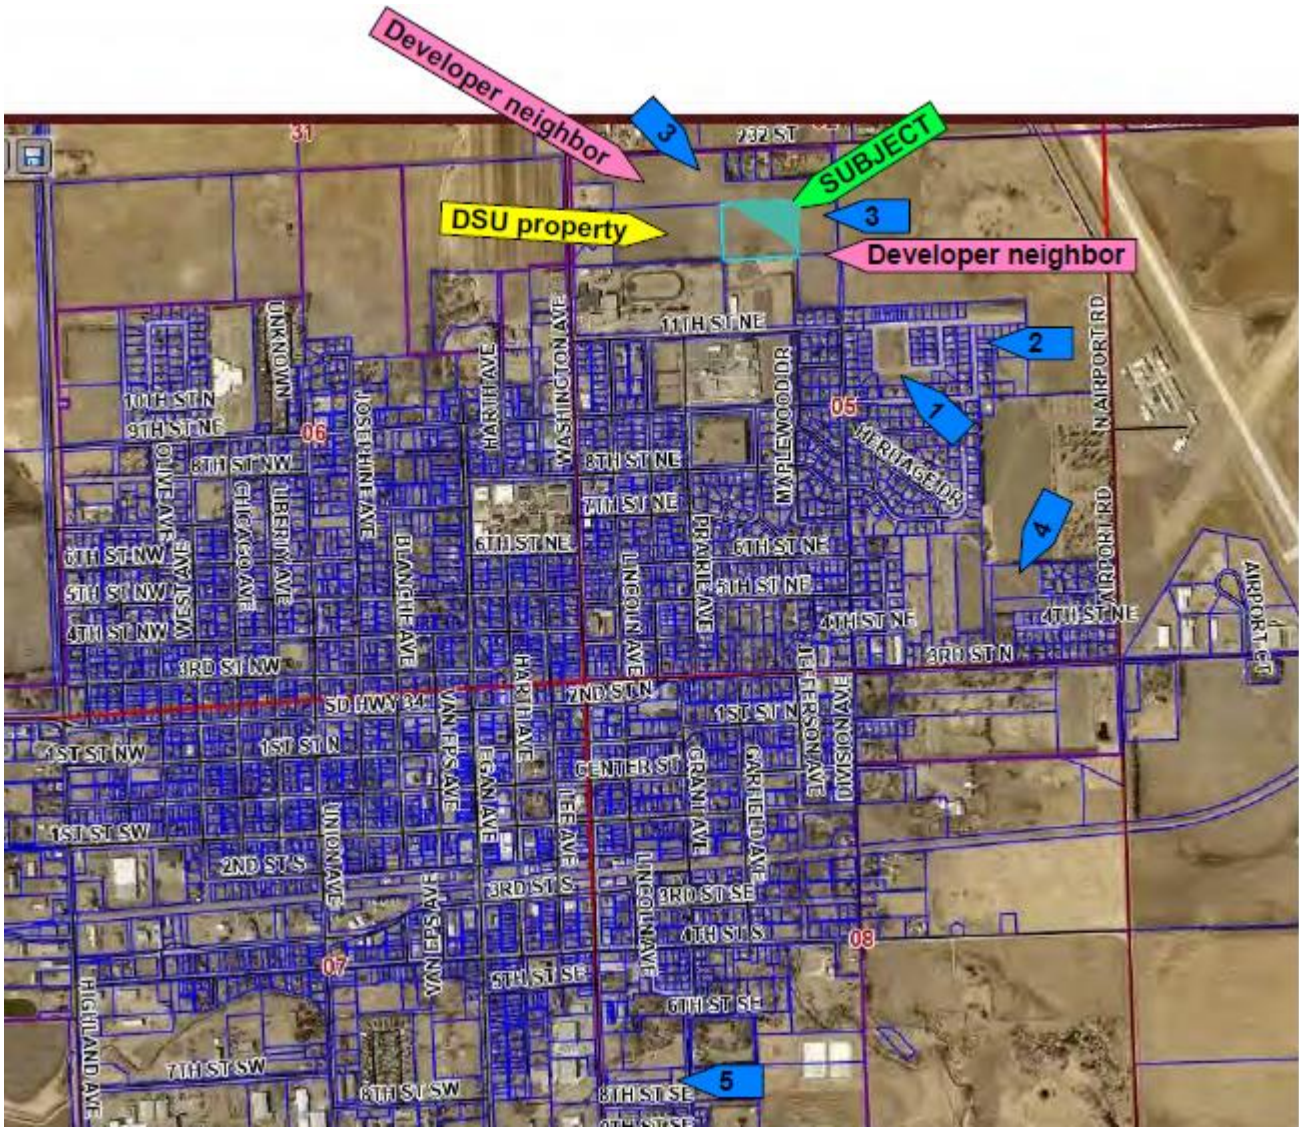 Developer neighbor
3
SUBJECT
31
232 ST
DSU property
3
Developer neighbor
UNKNOWN
HARTH AVE
WASHINGTON AVE
11TH ST NE
MAPLEWOOD DR
N AIRPORT RD
2
1
05
10TH ST N
9TH ST NE
06
JOSEPHINE AVE
OLIVE AVE
8TH ST NW
8TH ST NE
HERITAGE DR
CHICAGO AVE
LIBERTY AVE
7TH ST NE
AIRPORT RD
4
6TH ST NW
WEST AVE
BLANCHE AVE
6TH ST NE
PRAIRIE AVE
6TH ST NE
5TH ST NW
LINCOLN AVE
5TH ST NE
AIRPORT CT
4TH ST NW
4TH ST NE
4TH ST NE
3RD ST NW
3RD ST N
HARTH AVE
SD HWY 34
2ND ST N
JEFFERSON AVE
DIVISION AVE
1ST ST NW
1ST ST N
VAN EPS AVE
EGAN AVE
1ST ST N
CENTER ST
GRANT AVE
GARFIELD AVE
1ST ST SW
UNION AVE
LEE AVE
2ND ST S
3RD ST S
LINCOLN AVE
3RD ST SE
VAN EPS AVE
4TH ST S
08
07
5TH ST SE
HIGHLAND AVE
6TH ST SE
7TH ST SW
8TH ST SW
8TH ST SE
5